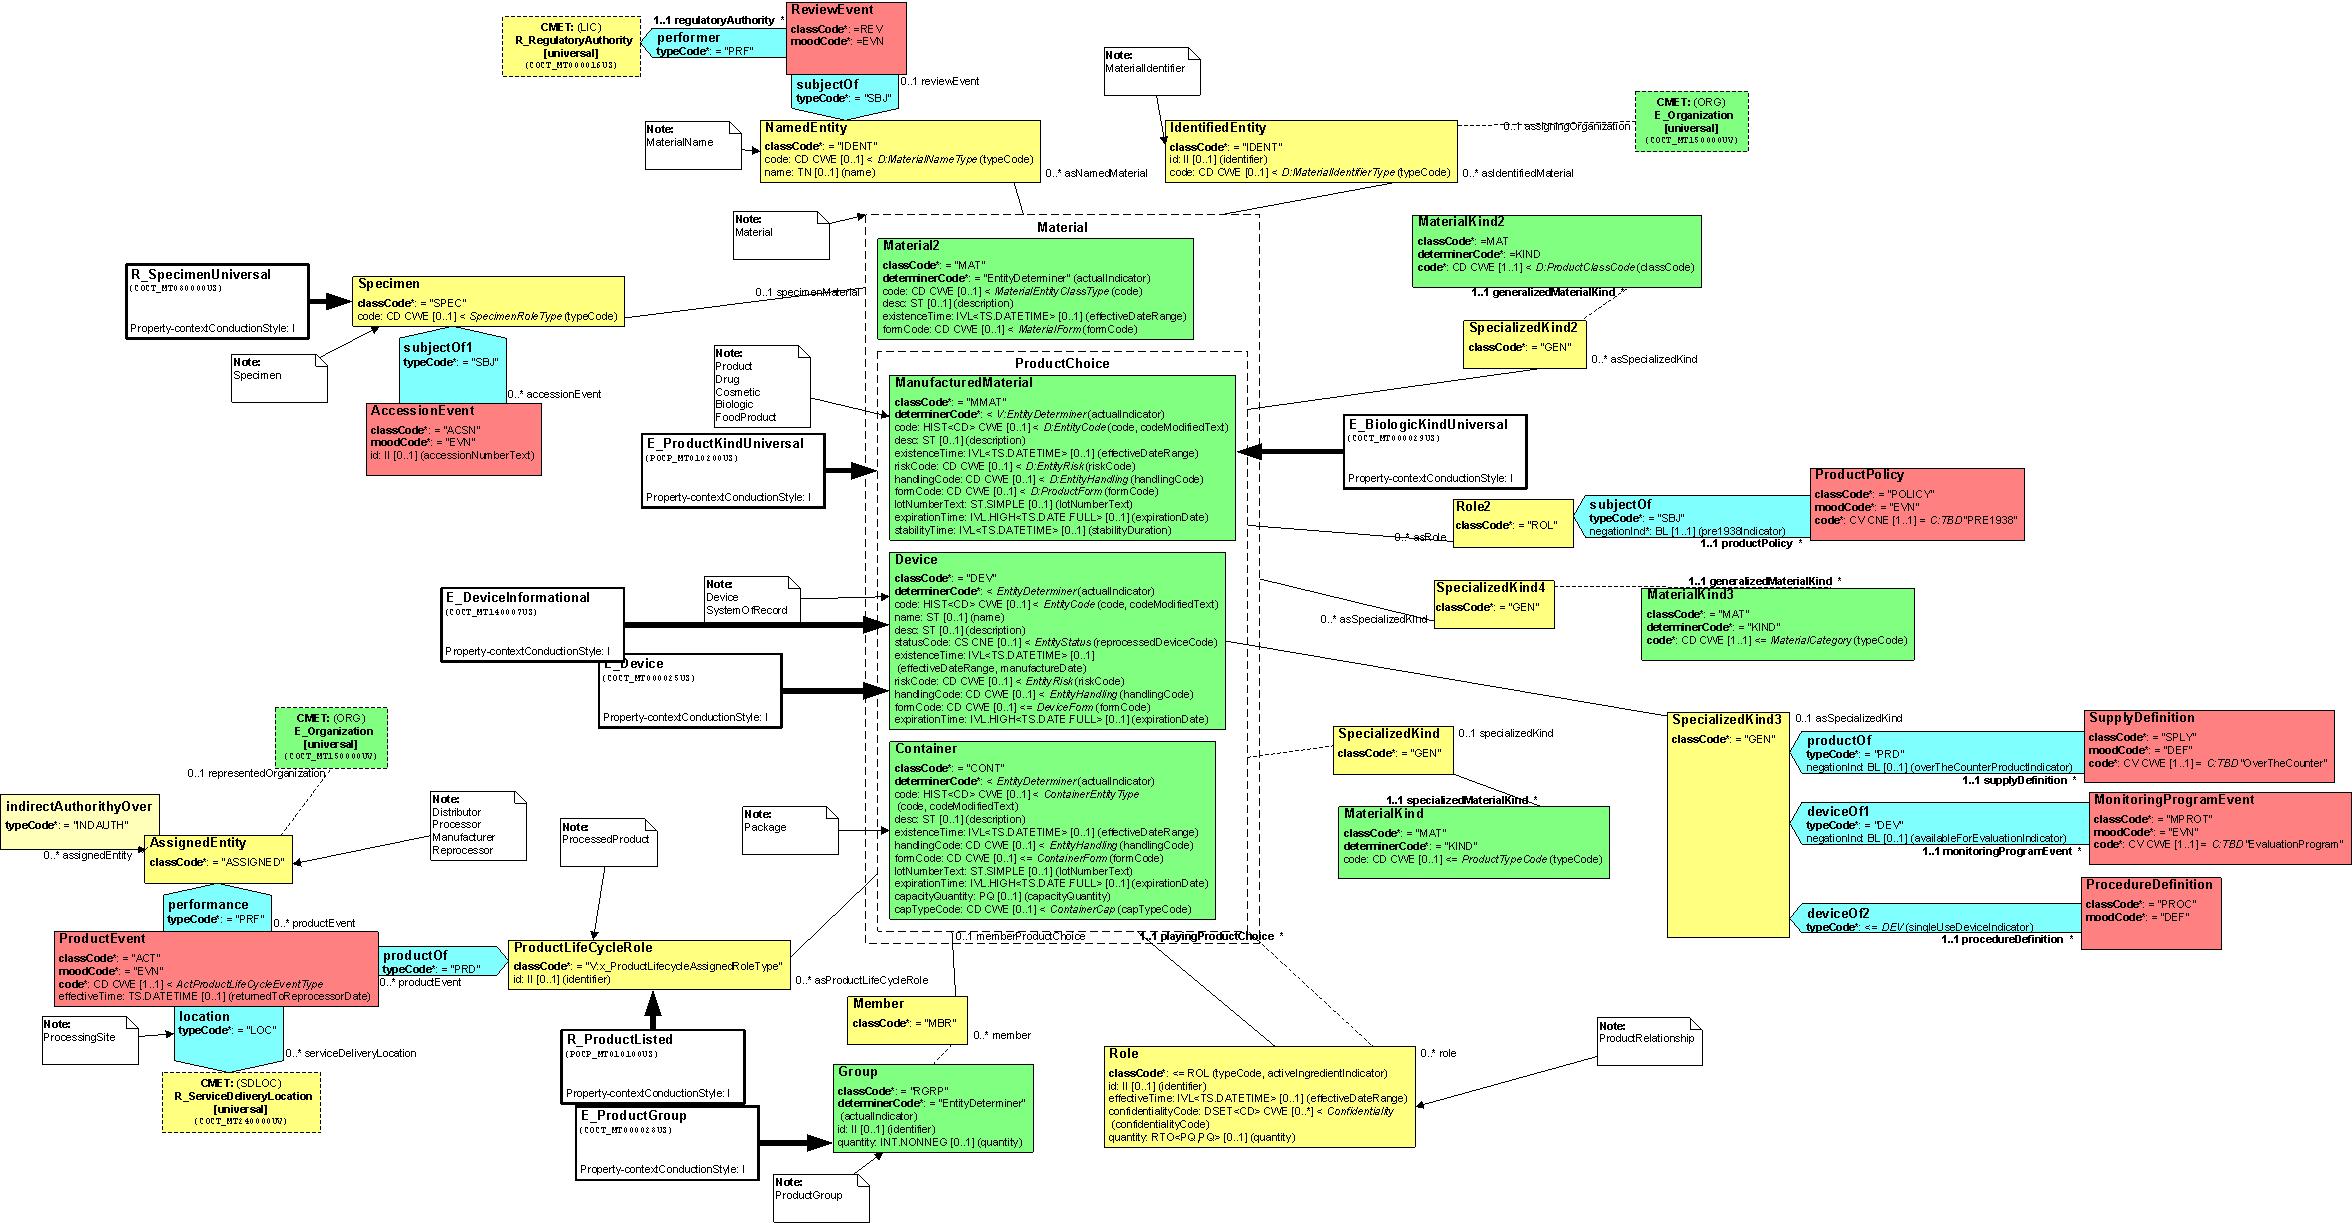 CMET: (LIC)
R_RegulatoryAuthority
[universal]
(COCT_MT000016US)
1..1 regulatoryAuthority *
performer
typeCode*: = "PRF"
ReviewEvent
classCode*: =REV
moodCode*: =EVN
subjectOf
typeCode*: = "SBJ"
0..1 reviewEvent
Note:
MaterialIdentifier
CMET: (ORG)
E_Organization
[universal]
(COCT_MT150000UV)
0..1 assigningOrganization
Note:
MaterialName
NamedEntity
classCode*: = "IDENT"
code: CD CWE [0..1] < D:MaterialNameType (typeCode)
name: TN [0..1] (name)
0..* asNamedMaterial
IdentifiedEntity
classCode*: = "IDENT"
id: II [0..1] (identifier)
code: CD CWE [0..1] < D:MaterialIdentifierType (typeCode)
0..* asIdentifiedMaterial
Note:
Material
Material
Material2
classCode*: = "MAT"
determinerCode*: = "EntityDeterminer" (actualIndicator)
code: CD CWE [0..1] < MaterialEntityClassType (code)
desc: ST [0..1] (description)
existenceTime: IVL<TS.DATETIME> [0..1] (effectiveDateRange)
formCode: CD CWE [0..1] < MaterialForm (formCode)
MaterialKind2
classCode*: =MAT
determinerCode*: =KIND
code*: CD CWE [1..1] < D:ProductClassCode (classCode)
1..1 generalizedMaterialKind *
SpecializedKind2
classCode*: = "GEN"
0..* asSpecializedKind
R_SpecimenUniversal
(COCT_MT080000US)
Property-contextConductionStyle: I
Specimen
classCode*: = "SPEC"
code: CD CWE [0..1] < SpecimenRoleType (typeCode)
0..1 specimenMaterial
Note:
Specimen
subjectOf1
typeCode*: = "SBJ"
0..* accessionEvent
AccessionEvent
classCode*: = "ACSN"
moodCode*: = "EVN"
id: II [0..1] (accessionNumberText)
Note:
Product
Drug
Cosmetic
Biologic
FoodProduct
E_ProductKindUniversal
(POCP_MT010200US)
Property-contextConductionStyle: I
ProductChoice
ManufacturedMaterial
classCode*: = "MMAT"
determinerCode*: < V:EntityDeterminer (actualIndicator)
code: HIST<CD> CWE [0..1] < D:EntityCode (code, codeModifiedText)
desc: ST [0..1] (description)
existenceTime: IVL<TS.DATETIME> [0..1] (effectiveDateRange)
riskCode: CD CWE [0..1] < D:EntityRisk (riskCode)
handlingCode: CD CWE [0..1] < D:EntityHandling (handlingCode)
formCode: CD CWE [0..1] < D:ProductForm (formCode)
lotNumberText: ST.SIMPLE [0..1] (lotNumberText)
expirationTime: IVL.HIGH<TS.DATE.FULL> [0..1] (expirationDate)
stabilityTime: IVL<TS.DATETIME> [0..1] (stabilityDuration)
E_BiologicKindUniversal
(COCT_MT000029US)
Property-contextConductionStyle: I
Role2
classCode*: = "ROL"
0..* asRole
subjectOf
typeCode*: = "SBJ"
negationInd*: BL [1..1] (pre1938Indicator)
1..1 productPolicy *
ProductPolicy
classCode*: = "POLICY"
moodCode*: = "EVN"
code*: CV CNE [1..1] = C:TBD"PRE1938"
Note:
Device
SystemOfRecord
E_DeviceInformational
(COCT_MT140007US)
Property-contextConductionStyle: I
E_Device
(COCT_MT000025US)
Property-contextConductionStyle: I
Device
classCode*: = "DEV"
determinerCode*: < EntityDeterminer (actualIndicator)
code: HIST<CD> CWE [0..1] < EntityCode (code, codeModifiedText)
name: ST [0..1] (name)
desc: ST [0..1] (description)
statusCode: CS CNE [0..1] < EntityStatus (reprocessedDeviceCode)
existenceTime: IVL<TS.DATETIME> [0..1]
(effectiveDateRange, manufactureDate)
riskCode: CD CWE [0..1] < EntityRisk (riskCode)
handlingCode: CD CWE [0..1] < EntityHandling (handlingCode)
formCode: CD CWE [0..1] <= DeviceForm (formCode)
expirationTime: IVL.HIGH<TS.DATE.FULL> [0..1] (expirationDate)
SpecializedKind4
classCode*: = "GEN"
0..* asSpecializedKind
1..1 generalizedMaterialKind *
MaterialKind3
classCode*: = "MAT"
determinerCode*: = "KIND"
code*: CD CWE [1..1] <= MaterialCategory (typeCode)
SpecializedKind3
classCode*: = "GEN"
0..1 asSpecializedKind
productOf
typeCode*: = "PRD"
negationInd: BL [0..1] (overTheCounterProductIndicator)
1..1 supplyDefinition *
SupplyDefinition
classCode*: = "SPLY"
moodCode*: = "DEF"
code*: CV CWE [1..1] = C:TBD"OverTheCounter"
deviceOf1
typeCode*: = "DEV"
negationInd: BL [0..1] (availableForEvaluationIndicator)
1..1 monitoringProgramEvent *
MonitoringProgramEvent
classCode*: = "MPROT"
moodCode*: = "EVN"
code*: CV CWE [1..1] = C:TBD"EvaluationProgram"
deviceOf2
typeCode*: <= DEV (singleUseDeviceIndicator)
1..1 procedureDefinition *
ProcedureDefinition
classCode*: = "PROC"
moodCode*: = "DEF"
SpecializedKind
classCode*: = "GEN"
0..1 specializedKind
1..1 specializedMaterialKind *
MaterialKind
classCode*: = "MAT"
determinerCode*: = "KIND"
code: CD CWE [0..1] <= ProductTypeCode (typeCode)
Note:
Package
Container
classCode*: = "CONT"
determinerCode*: < EntityDeterminer (actualIndicator)
code: HIST<CD> CWE [0..1] < ContainerEntityType
(code, codeModifiedText)
desc: ST [0..1] (description)
existenceTime: IVL<TS.DATETIME> [0..1] (effectiveDateRange)
handlingCode: CD CWE [0..1] < EntityHandling (handlingCode)
formCode: CD CWE [0..1] <= ContainerForm (formCode)
lotNumberText: ST.SIMPLE [0..1] (lotNumberText)
expirationTime: IVL.HIGH<TS.DATE.FULL> [0..1] (expirationDate)
capacityQuantity: PQ [0..1] (capacityQuantity)
capTypeCode: CD CWE [0..1] < ContainerCap (capTypeCode)
CMET: (ORG)
E_Organization
[universal]
(COCT_MT150000UV)
0..1 representedOrganization
indirectAuthorithyOver
typeCode*: = "INDAUTH"
0..* assignedEntity
AssignedEntity
classCode*: = "ASSIGNED"
Note:
Distributor
Processor
Manufacturer
Reprocessor
Note:
ProcessedProduct
performance
typeCode*: = "PRF"
0..* productEvent
ProductEvent
classCode*: = "ACT"
moodCode*: = "EVN"
code*: CD CWE [1..1] < ActProductLifeCycleEventType
effectiveTime: TS.DATETIME [0..1] (returnedToReprocessorDate)
productOf
typeCode*: = "PRD"
0..* productEvent
ProductLifeCycleRole
classCode*: = "V:x_ProductLifecycleAssignedRoleType"
id: II [0..1] (identifier)
0..* asProductLifeCycleRole
0..1 memberProductChoice
1..1 playingProductChoice *
Note:
ProcessingSite
location
typeCode*: = "LOC"
0..* serviceDeliveryLocation
CMET: (SDLOC)
R_ServiceDeliveryLocation
[universal]
(COCT_MT240000UV)
R_ProductListed
(POCP_MT010100US)
Property-contextConductionStyle: I
E_ProductGroup
(COCT_MT000028US)
Property-contextConductionStyle: I
Member
classCode*: = "MBR"
0..* member
Group
classCode*: = "RGRP"
determinerCode*: = "EntityDeterminer"
(actualIndicator)
id: II [0..1] (identifier)
quantity: INT.NONNEG [0..1] (quantity)
Note:
ProductGroup
Role
classCode*: <= ROL (typeCode, activeIngredientIndicator)
id: II [0..1] (identifier)
effectiveTime: IVL<TS.DATETIME> [0..1] (effectiveDateRange)
confidentialityCode: DSET<CD> CWE [0..*] < Confidentiality
(confidentialityCode)
quantity: RTO<PQ,PQ> [0..1] (quantity)
0..* role
Note:
ProductRelationship